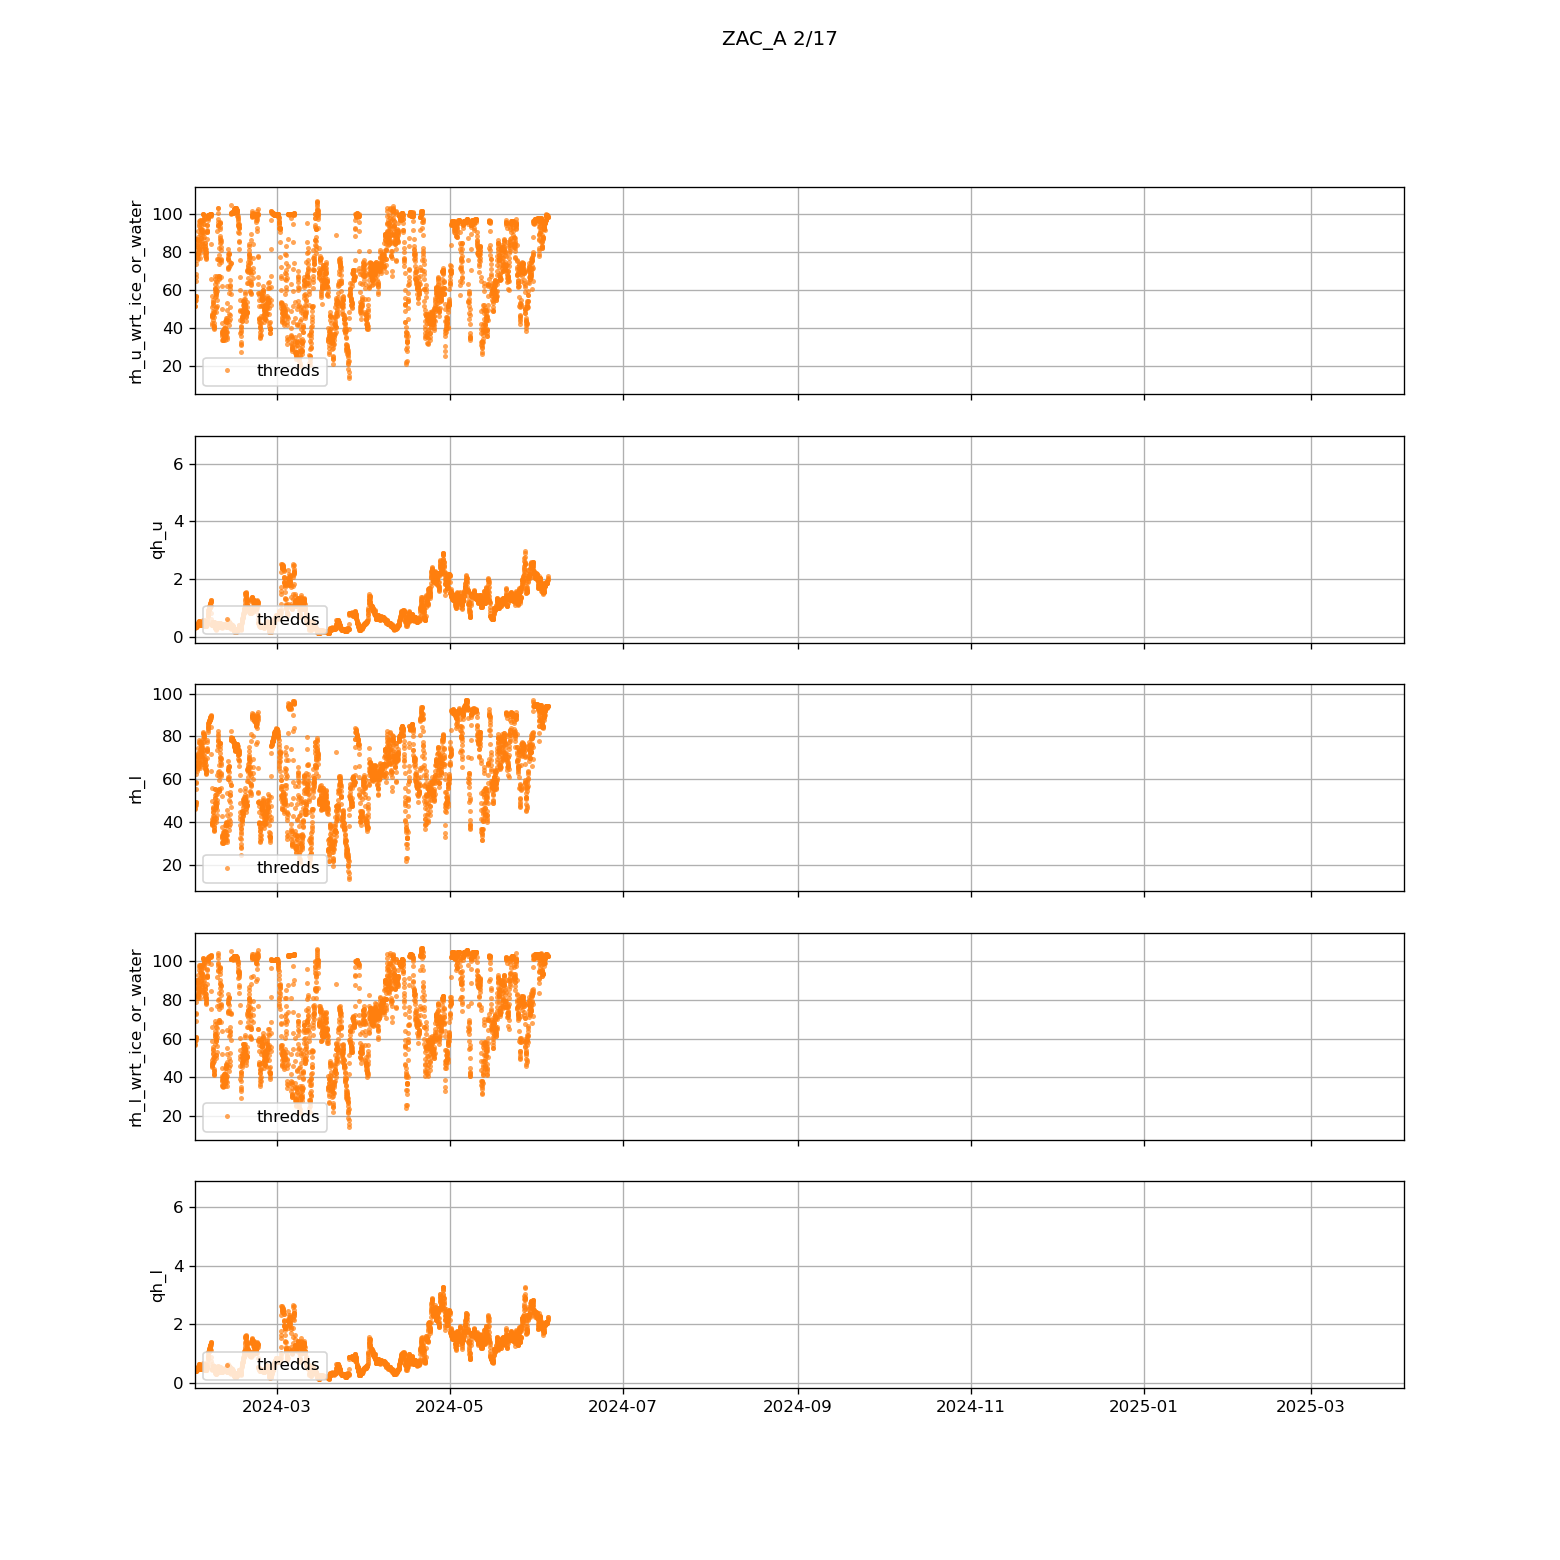 ZAC_A 2/17
rh_u_wrt_ice_or_water
100
80
60
40
20
thredds
qh_u
6
4
2
0
thredds
rh_l
100
80
60
40
20
thredds
rh_l_wrt_ice_or_water
100
80
60
40
20
thredds
qh_l
6
4
2
0
thredds
2024-03 2024-05 2024-07 2024-09 2024-11 2025-01 2025-03